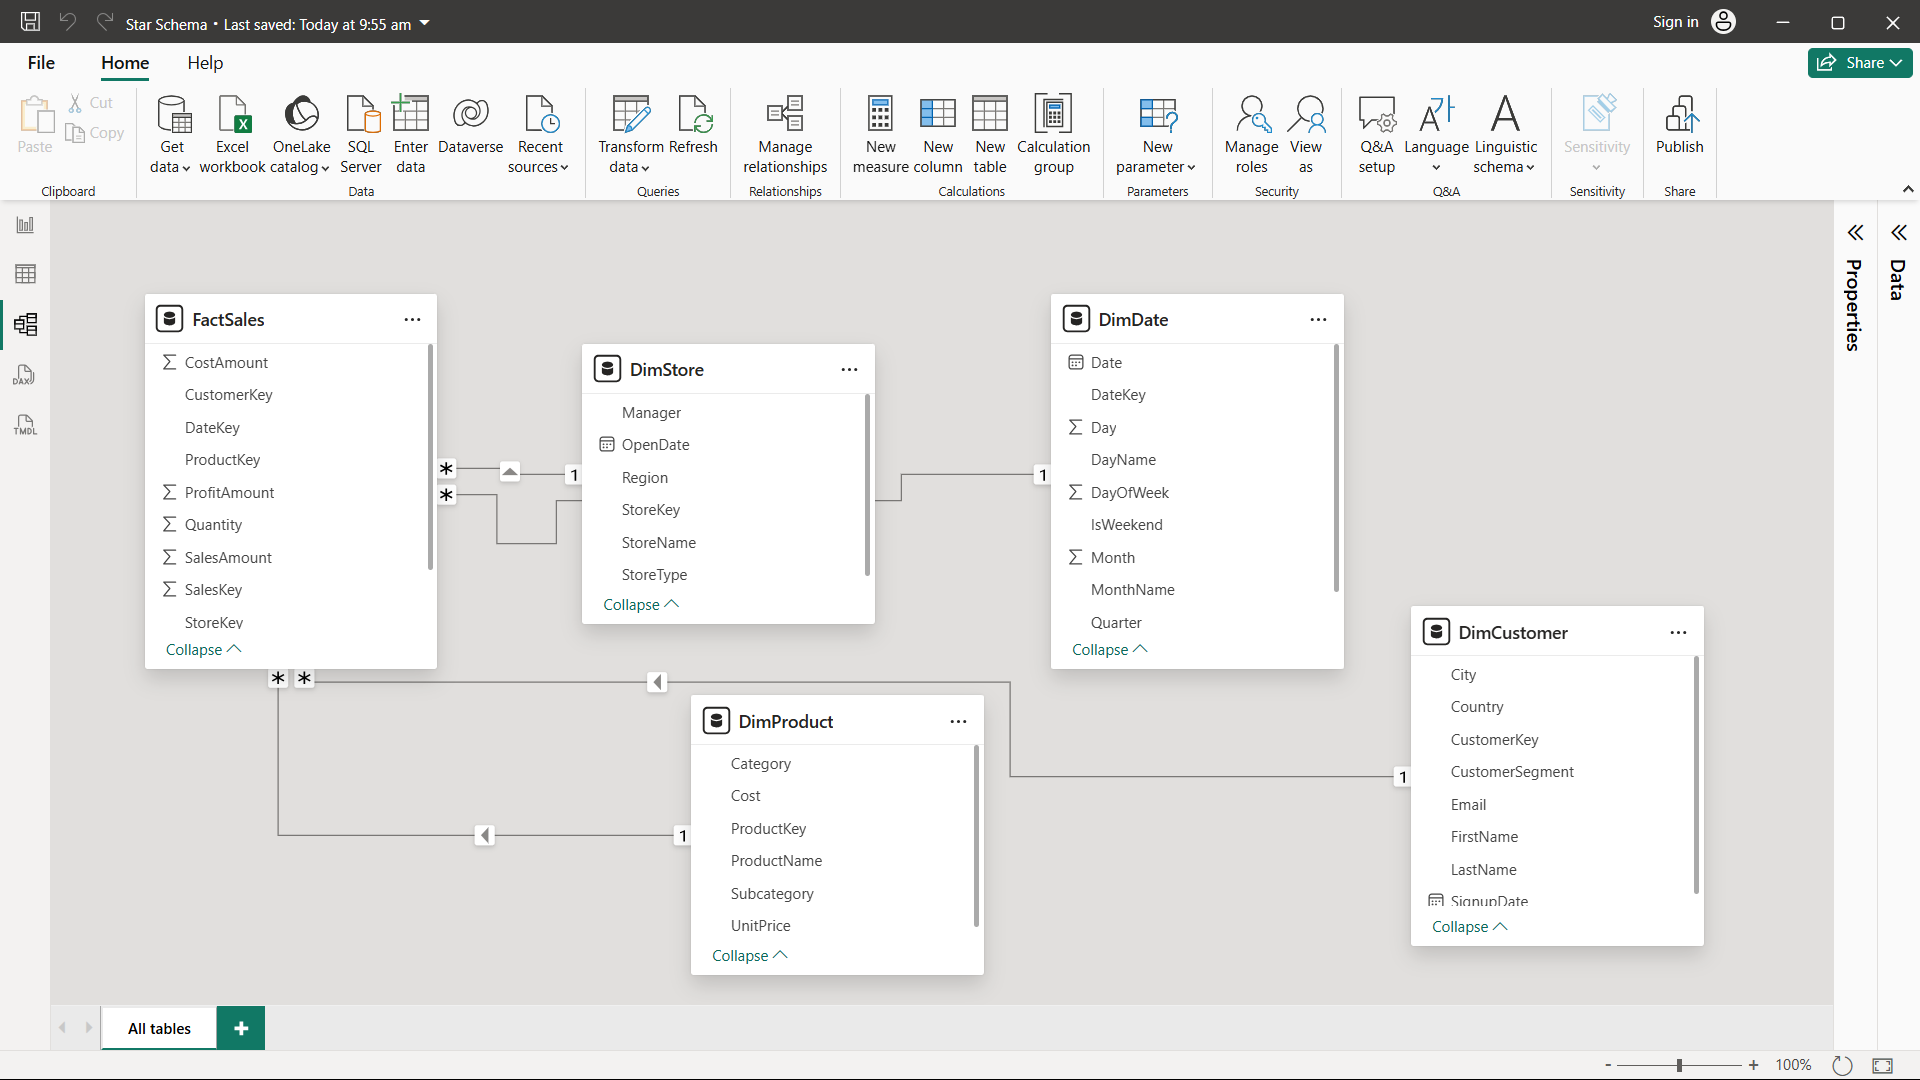 Star Schema • Last saved: Today at 9:55 am
Sign in
File
Home
Help
Share
Paste
Cut
Copy
Clipboard
Get data
Excel workbook
OneLake catalog
SQL Server
Enter data
Dataverse
Recent sources
Data
Transform data
Refresh
Queries
Manage relationships
Relationships
New measure
New column
New table
Calculation group
Calculations
New parameter
Parameters
Manage roles
View as
Security
Q&A setup
Language
Linguistic schema
Q&A
Sensitivity
Sensitivity
Publish
Share
DAX
TMDL
FactSales
CostAmount
CustomerKey
DateKey
ProductKey
ProfitAmount
Quantity
SalesAmount
SalesKey
StoreKey
Collapse
*
*
1
DimStore
Manager
OpenDate
Region
StoreKey
StoreName
StoreType
Collapse
1
DimDate
Date
DateKey
Day
DayName
DayOfWeek
IsWeekend
Month
MonthName
Quarter
Collapse
* *
1
DimProduct
Category
Cost
ProductKey
ProductName
Subcategory
UnitPrice
Collapse
1
DimCustomer
City
Country
CustomerKey
CustomerSegment
Email
FirstName
LastName
SignupDate
Collapse
Properties
Data
All tables
+
- + 100%